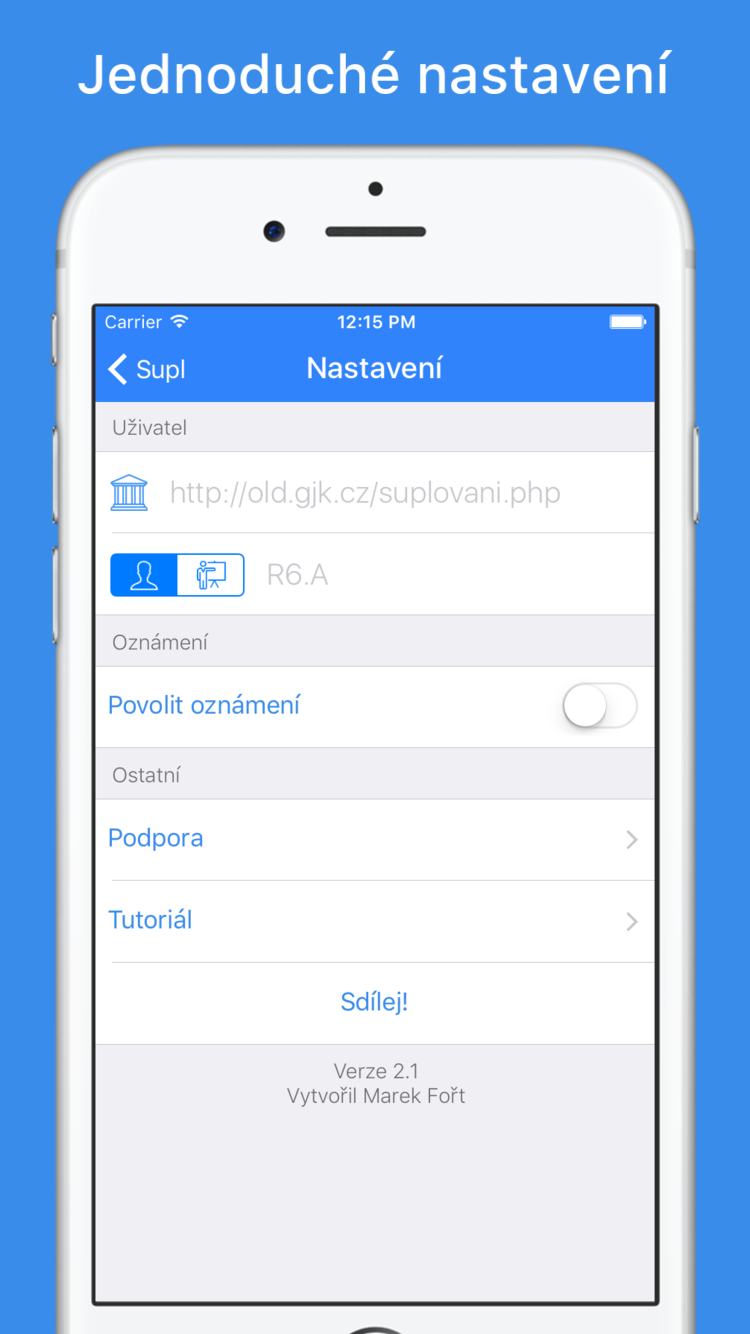 Jednoduché nastavení
Carrier 12:15 PM
Supl Nastavení
Uživatel
http://old.gjk.cz/suplovani.php
R6.A
Oznámení
Povolit oznámení
Ostatní
Podpora
Tutoriál
Sdílej!
Verze 2.1
Vytvořil Marek Fořt